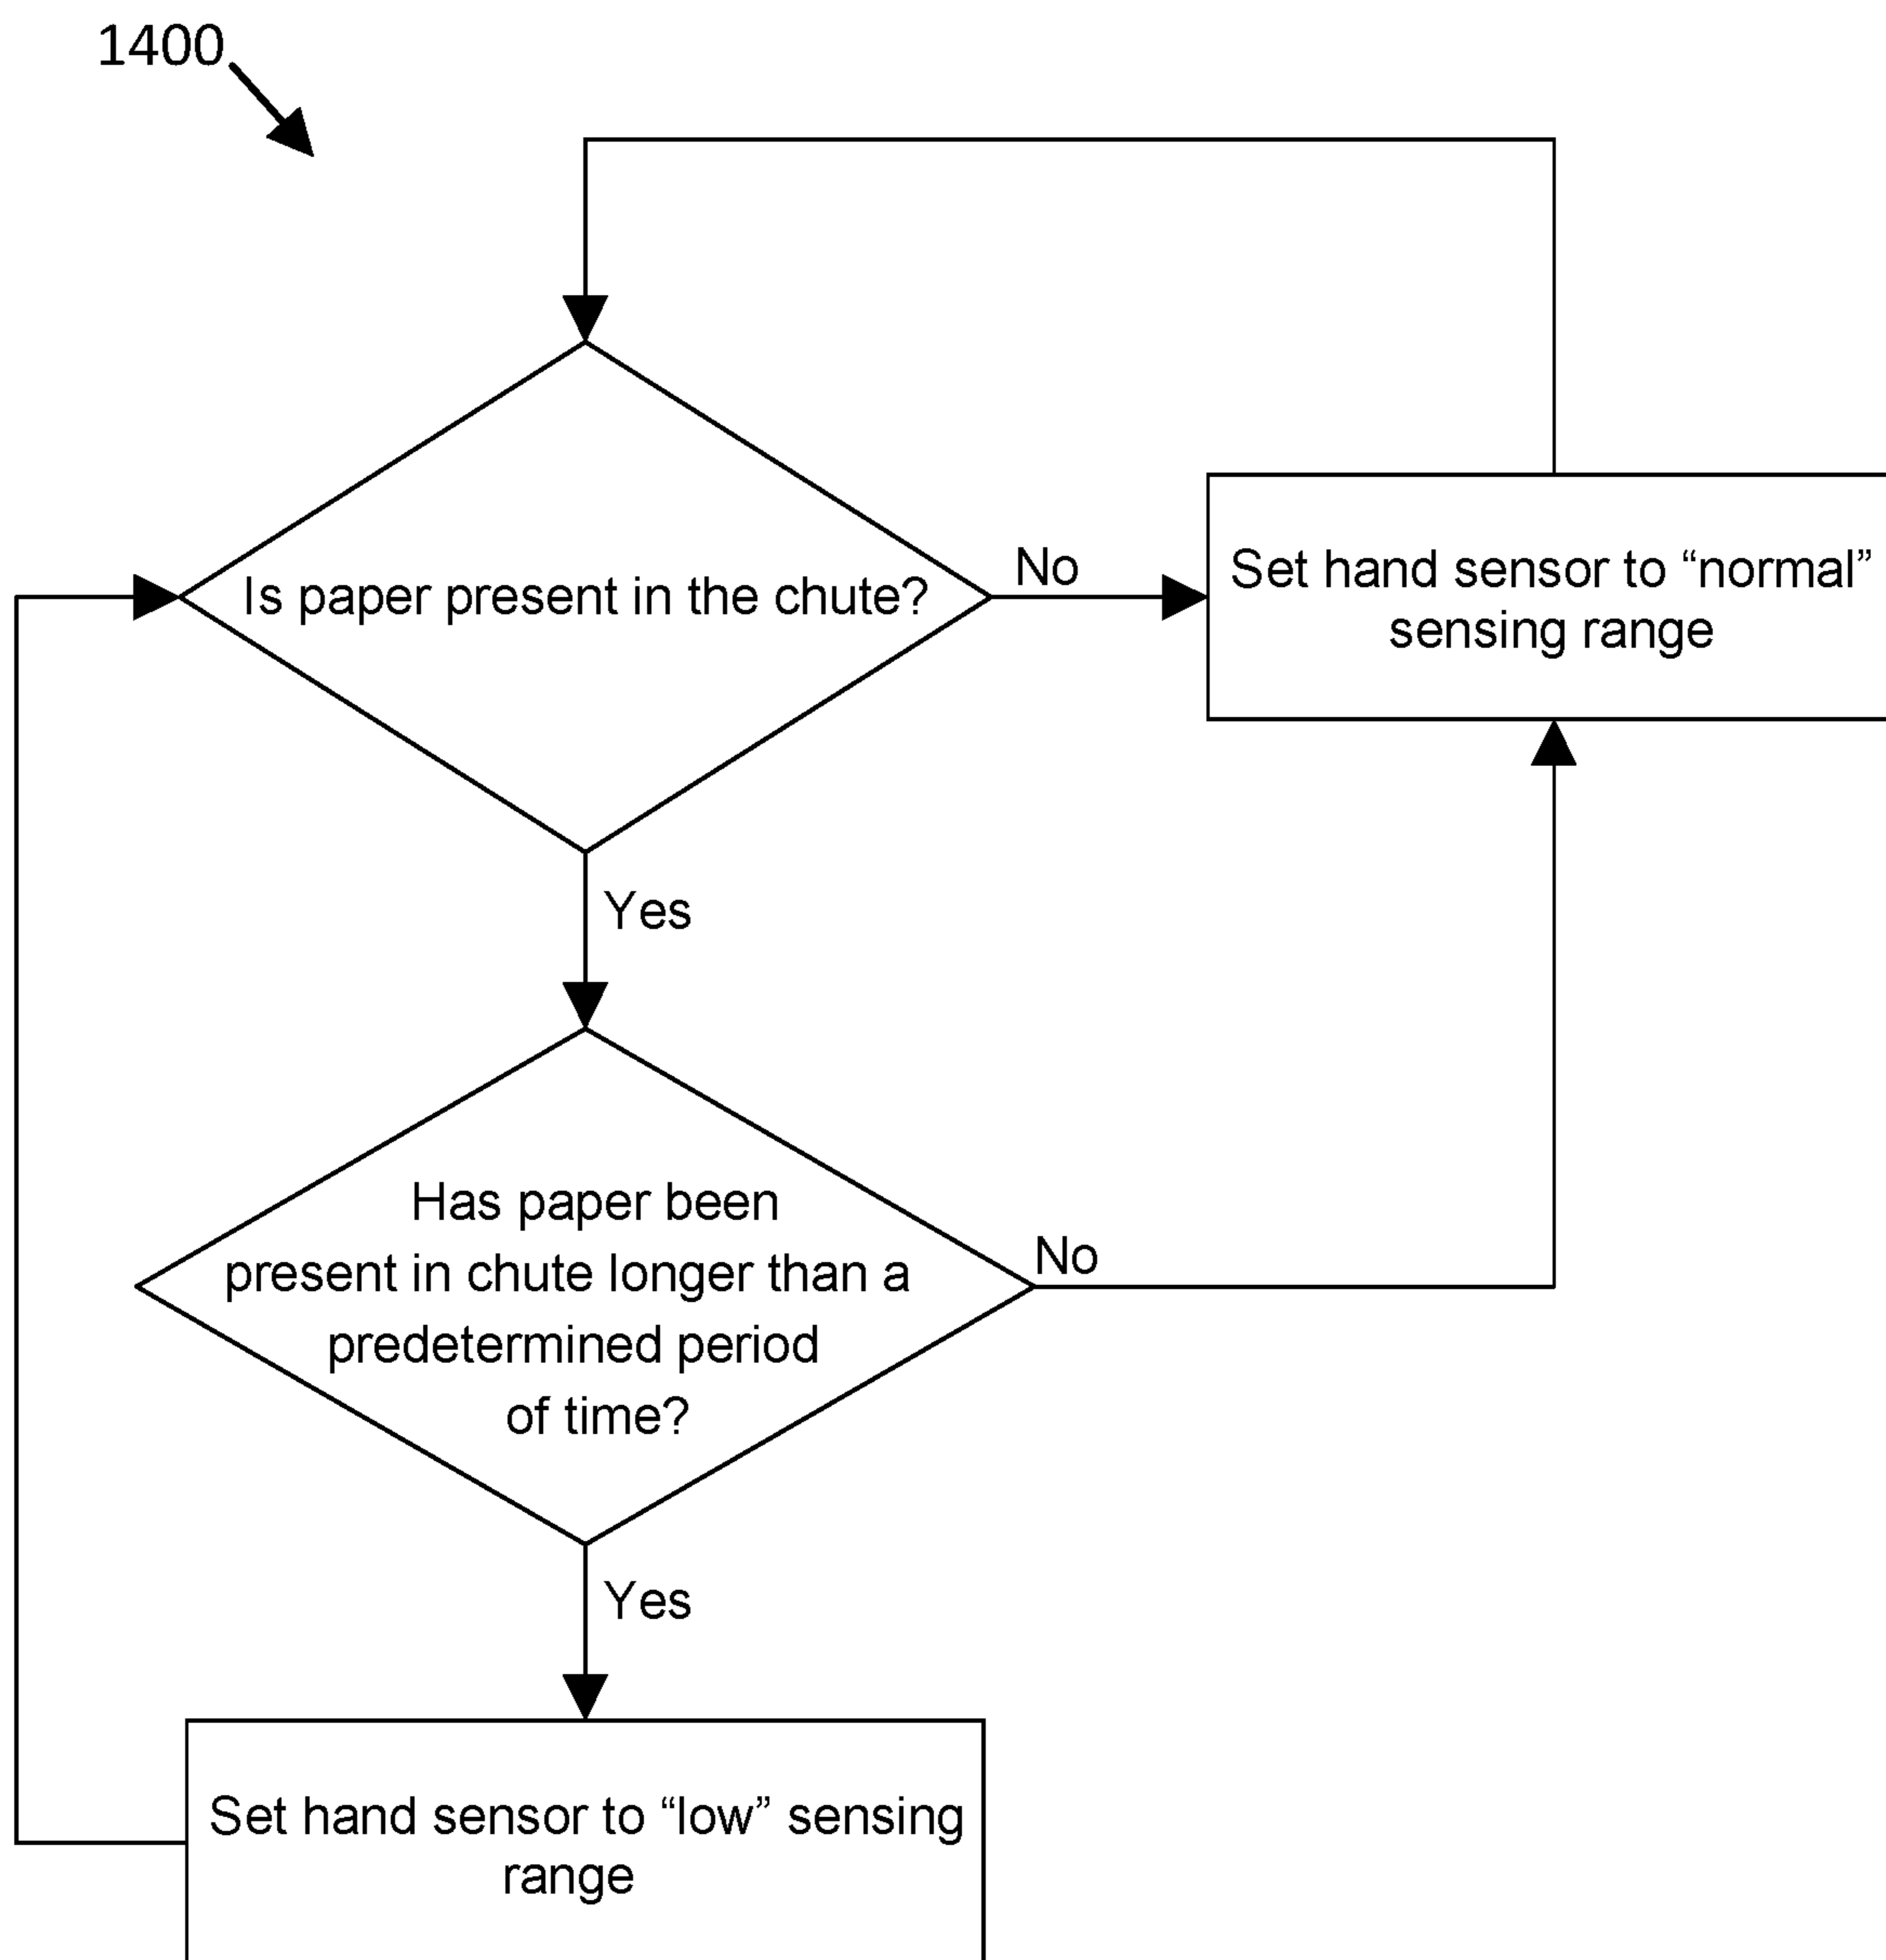 1400
Is paper present in the chute?
No
Set hand sensor to “normal”
sensing range
Yes
Has paper been
present in chute longer than a
predetermined period
of time?
No
Yes
Set hand sensor to “low” sensing
range